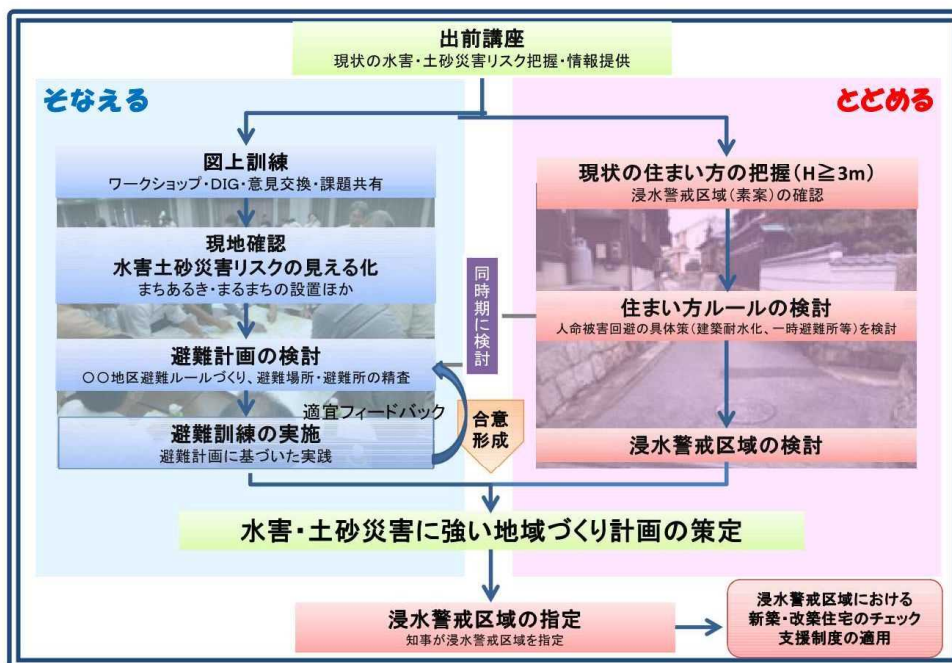 出前講座
現状の水害・土砂災害リスク把握・情報提供
そなえる
図上訓練
ワークショップ・DIG・意見交換・課題共有
現地確認
水害土砂災害リスクの見える化
まちあるき・まるまちの設置ほか
避難計画の検討
〇〇地区避難ルールづくり、避難場所・避難所の精査
適宜フィードバック
避難訓練の実施
避難計画に基づいた実践
同時期に検討
合意
形成
とどめる
現状の住まい方の把握(H≧3m)
浸水警戒区域(素案)の確認
住まい方ルールの検討
人命被害回避の具体策(建築耐水化、一時避難所等)を検討
浸水警戒区域の検討
水害・土砂災害に強い地域づくり計画の策定
浸水警戒区域の指定
知事が浸水警戒区域を指定
浸水警戒区域における
新築・改築住宅のチェック
支援制度の適用